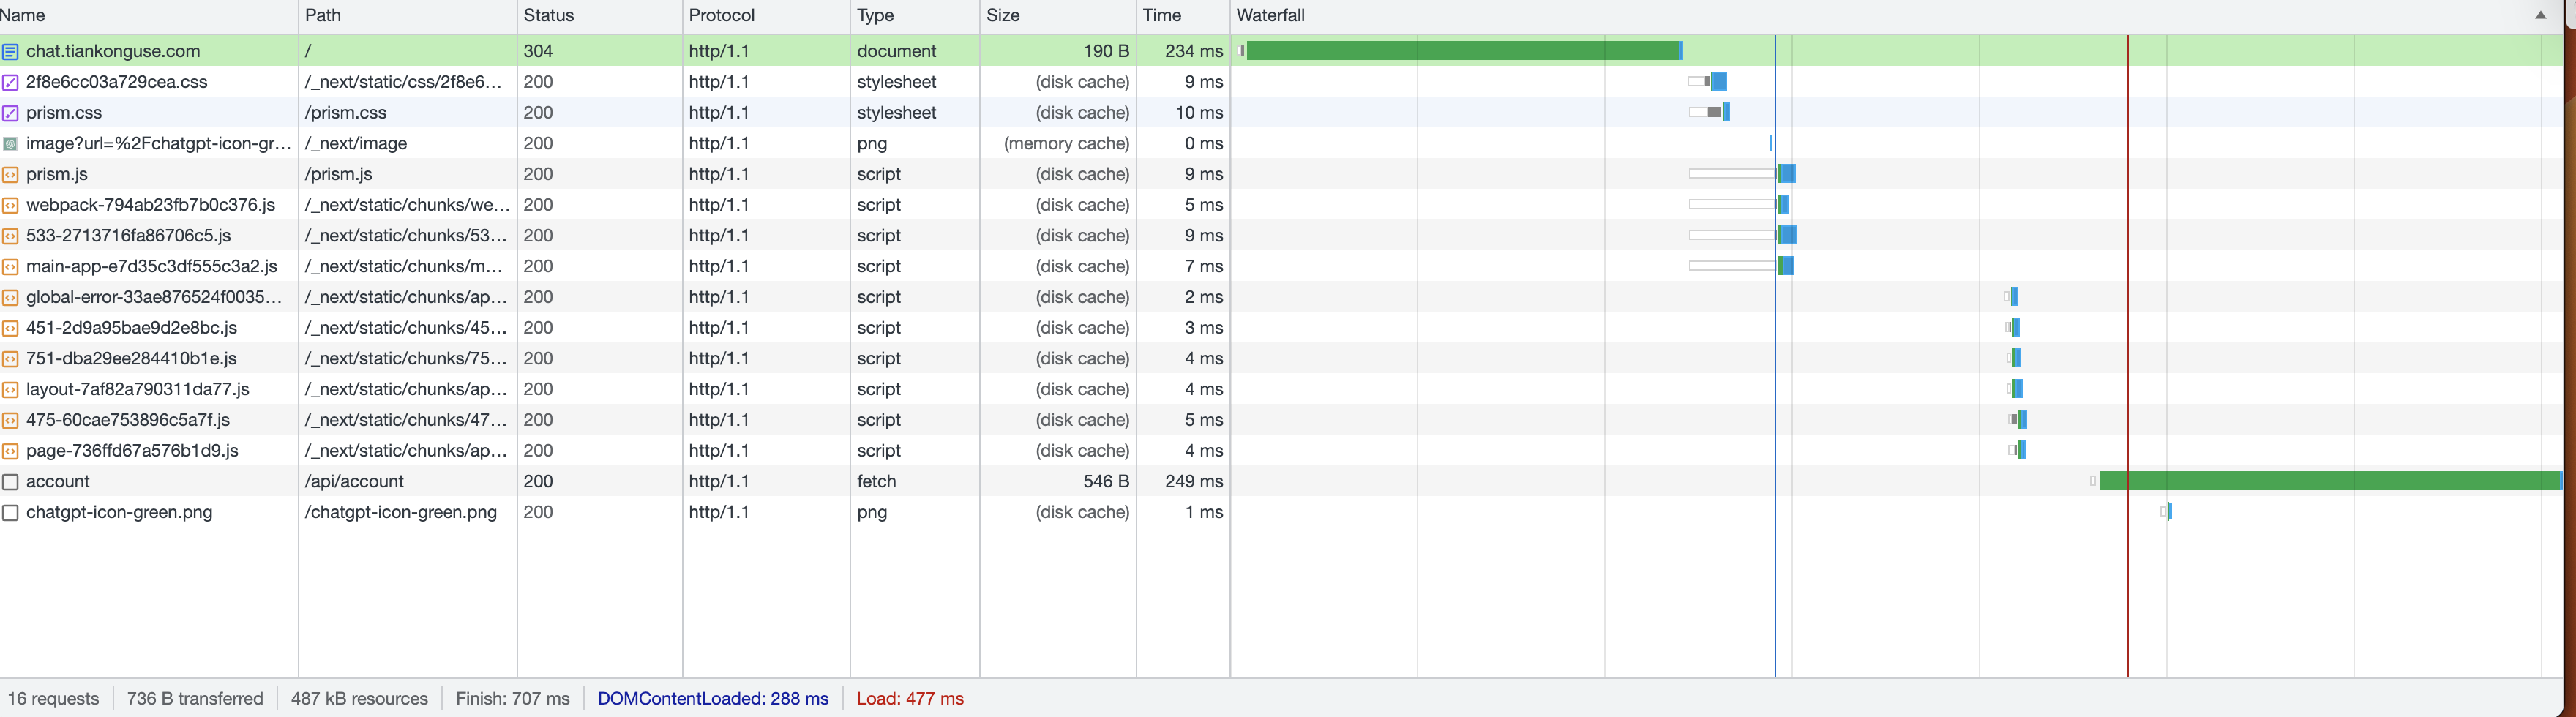 Name Path Status Protocol Type Size Time Waterfall
chat.tiankonguse.com / 304 http/1.1 document 190 B 234 ms
2f8e6cc03a729cea.css /_next/static/css/2f8e6... 200 http/1.1 stylesheet (disk cache) 9 ms
prism.css /prism.css 200 http/1.1 stylesheet (disk cache) 10 ms
image?url=%2Fchatgpt-icon-gr... /_next/image 200 http/1.1 png (memory cache) 0 ms
prism.js /prism.js 200 http/1.1 script (disk cache) 9 ms
webpack-794ab23fb7b0c376.js /_next/static/chunks/we... 200 http/1.1 script (disk cache) 5 ms
533-2713716fa86706c5.js /_next/static/chunks/53... 200 http/1.1 script (disk cache) 9 ms
main-app-e7d35c3df555c3a2.js /_next/static/chunks/m... 200 http/1.1 script (disk cache) 7 ms
global-error-33ae876524f0035... /_next/static/chunks/ap... 200 http/1.1 script (disk cache) 2 ms
451-2d9a95bae9d2e8bc.js /_next/static/chunks/45... 200 http/1.1 script (disk cache) 3 ms
751-dba29ee284410b1e.js /_next/static/chunks/75... 200 http/1.1 script (disk cache) 4 ms
layout-7af82a790311da77.js /_next/static/chunks/ap... 200 http/1.1 script (disk cache) 4 ms
475-60cae753896c5a7f.js /_next/static/chunks/47... 200 http/1.1 script (disk cache) 5 ms
page-736ffd67a576b1d9.js /_next/static/chunks/ap... 200 http/1.1 script (disk cache) 4 ms
account /api/account 200 http/1.1 fetch 546 B 249 ms
chatgpt-icon-green.png /chatgpt-icon-green.png 200 http/1.1 png (disk cache) 1 ms
16 requests 736 B transferred 487 kB resources Finish: 707 ms DOMContentLoaded: 288 ms Load: 477 ms